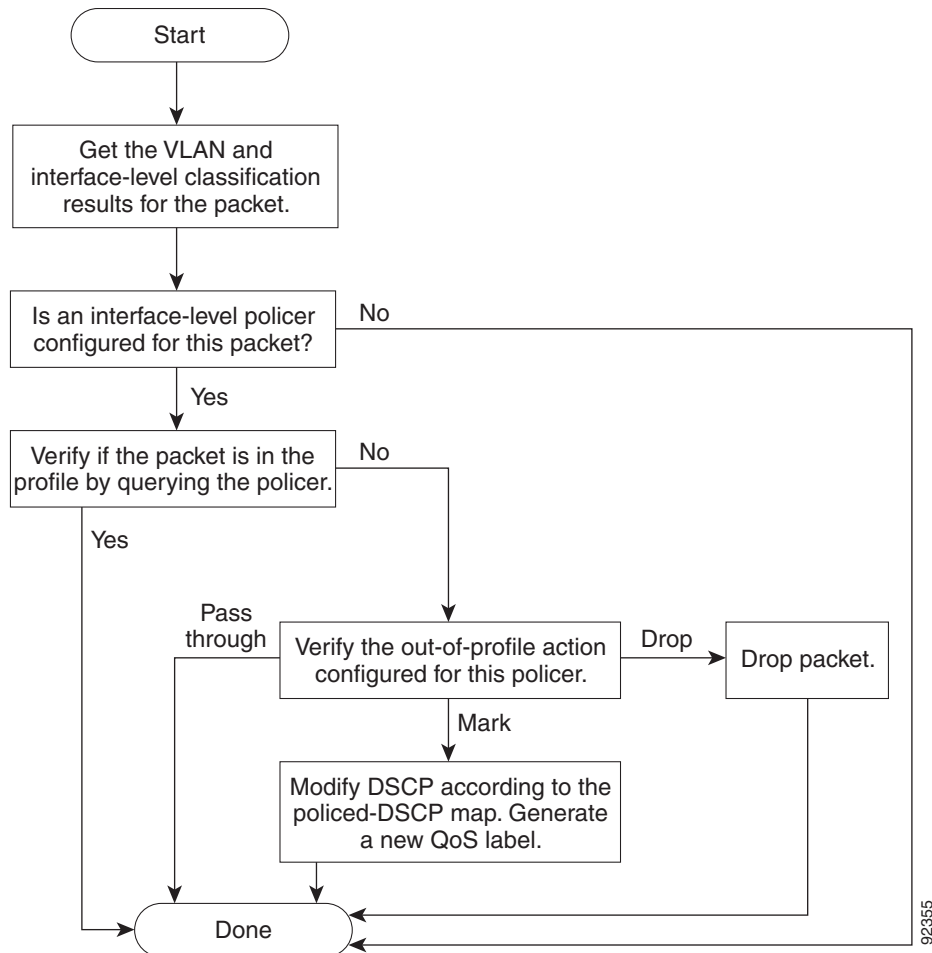 Start
Get the VLAN and
interface-level classification
results for the packet.
Is an interface-level policer
configured for this packet?
No
Yes
Verify if the packet is in the
profile by querying the policer.
No
Yes
Pass
through
Verify the out-of-profile action
configured for this policer.
Drop
Drop packet.
Mark
Modify DSCP according to the
policed-DSCP map. Generate
a new QoS label.
Done
92355